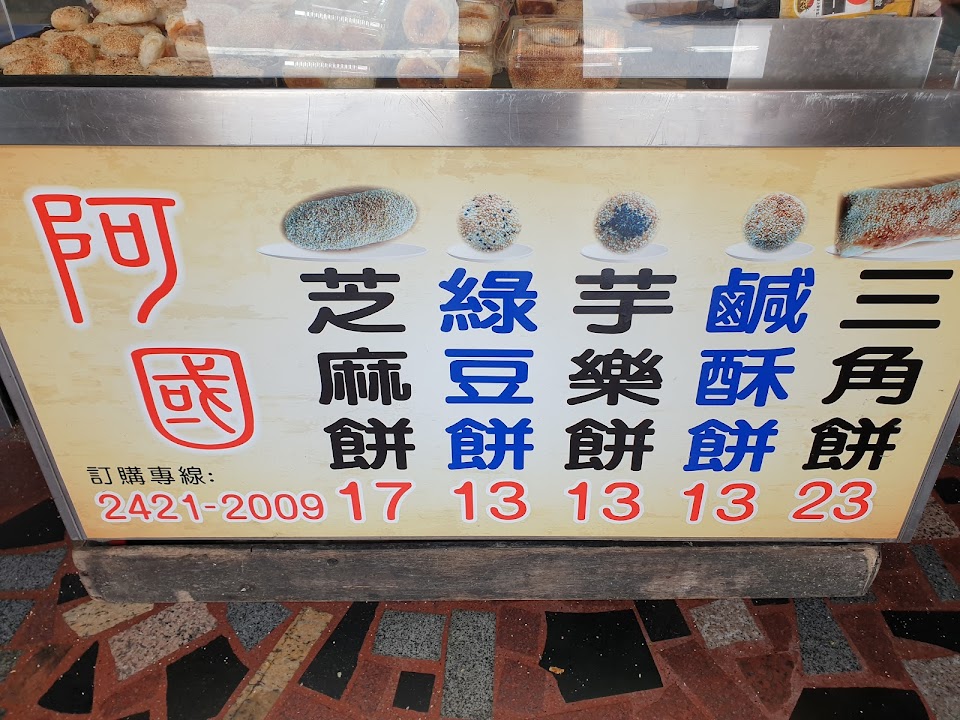 阿國
訂購專線:
2421-2009
芝麻餅
17
綠豆餅
13
芋樂餅
13
鹹酥餅
13
三角餅
23